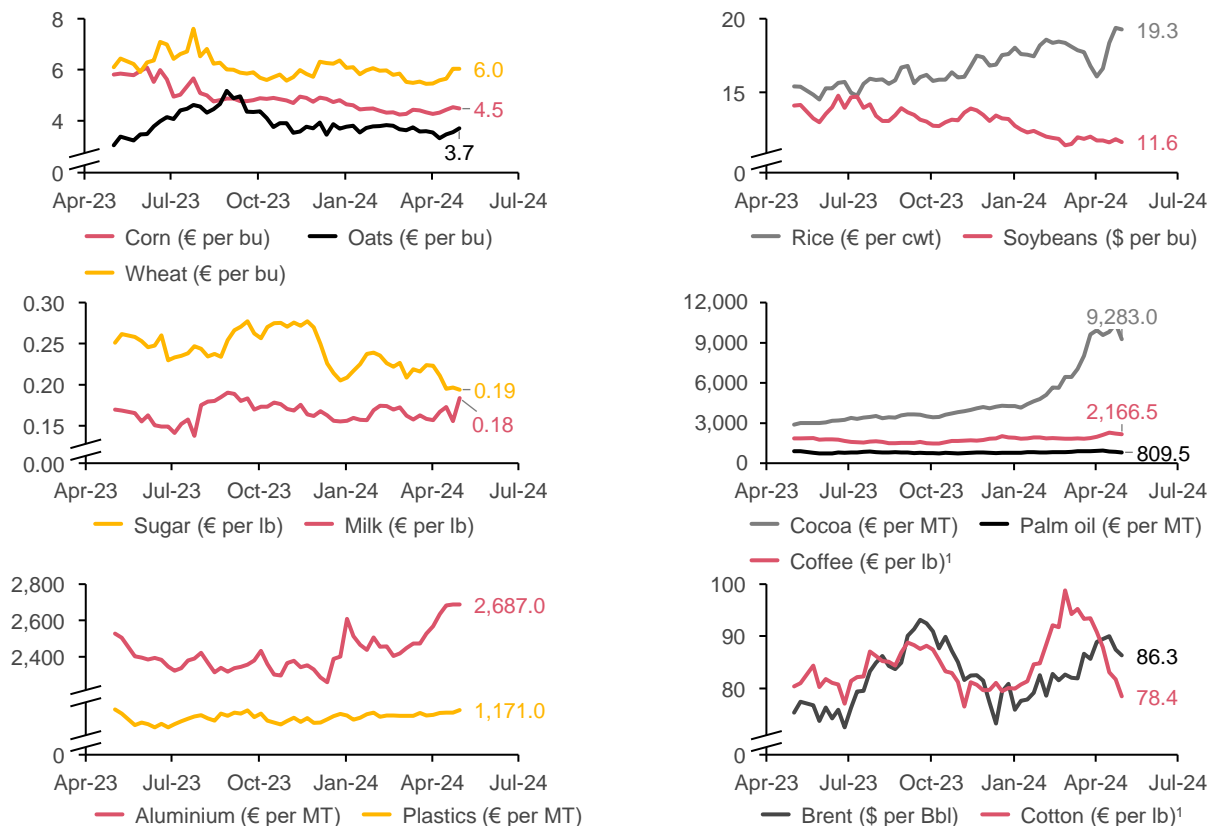 8
6
4
0
6.0
4.5
3.7
Apr-23 Jul-23 Oct-23 Jan-24 Apr-24 Jul-24
Corn (€ per bu) Oats (€ per bu)
Wheat (€ per bu)
20
15
0
19.3
11.6
Apr-23 Jul-23 Oct-23 Jan-24 Apr-24 Jul-24
Rice (€ per cwt) Soybeans ($ per bu)
0.30
0.25
0.20
0.15
0.00
0.19
0.18
Apr-23 Jul-23 Oct-23 Jan-24 Apr-24 Jul-24
Sugar (€ per lb) Milk (€ per lb)
12,000
9,000
6,000
3,000
0
9,283.0
2,166.5
809.5
Apr-23 Jul-23 Oct-23 Jan-24 Apr-24 Jul-24
Cocoa (€ per MT) Palm oil (€ per MT)
Coffee (€ per lb)¹
2,800
2,600
2,400
0
2,687.0
1,171.0
Apr-23 Jul-23 Oct-23 Jan-24 Apr-24 Jul-24
Aluminium (€ per MT) Plastics (€ per MT)
100
90
80
0
86.3
78.4
Apr-23 Jul-23 Oct-23 Jan-24 Apr-24 Jul-24
Brent ($ per Bbl) Cotton (€ per lb)¹